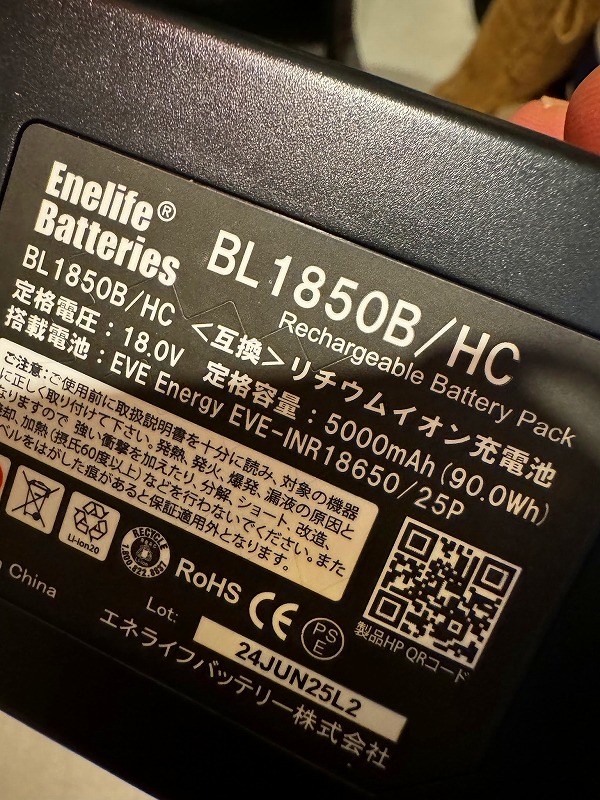 Enelife®
Batteries
BL1850B/HC
Rechargeable Battery Pack
BL1850B/HC <互換>リチウムイオン充電池
定格電圧：18.0V 定格容量：5000mAh(90.0Wh)
搭載電池：EVE Energy EVE-INR18650/25P
ご注意：ご使用前に取扱説明書を十分に読み、対象の機器
に正しく取り付けて下さい。発熱、発火、爆発、漏液の原因と
なりますので 強い衝撃を加えたり、分解、ショート、改造、
却、加熱(摂氏60度以上)などを行わないでください。また
ベルをはがした痕があると保証適用外となります。
Li-ion20
RECYCLE
RoHS
CE
PS
E
製品HP QRコード
China
Lot:
24JUN25L2
エネライフバッテリー株式会社